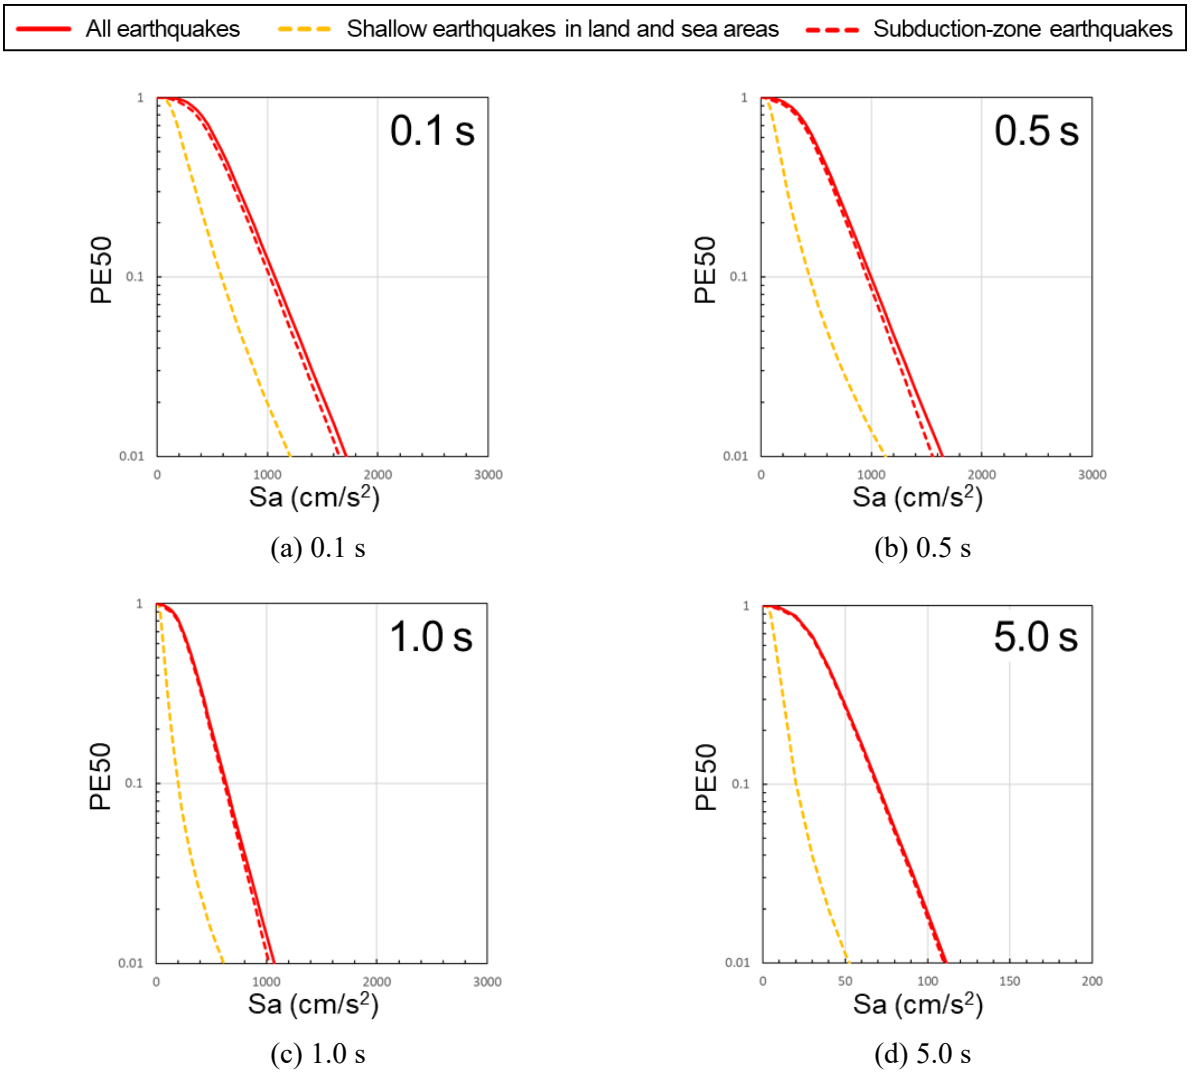 All earthquakes Shallow earthquakes in land and sea areas Subduction-zone earthquakes
1
0.1
0.01
PE50
0.1 s
0 1000 2000 3000
Sa (cm/s²)
(a) 0.1 s
1
0.1
0.01
PE50
0.5 s
0 1000 2000 3000
Sa (cm/s²)
(b) 0.5 s
1
0.1
0.01
PE50
1.0 s
0 1000 2000 3000
Sa (cm/s²)
(c) 1.0 s
1
0.1
0.01
PE50
5.0 s
0 50 100 150 200
Sa (cm/s²)
(d) 5.0 s